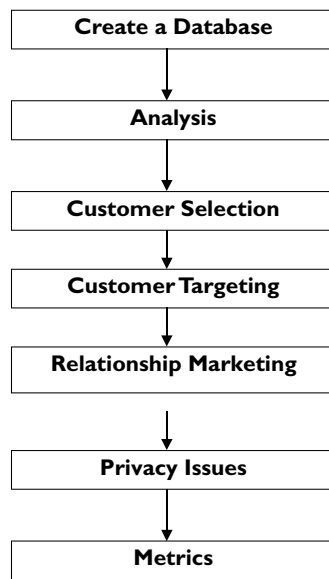 Create a Database
Analysis
Customer Selection
Customer Targeting
Relationship Marketing
Privacy Issues
Metrics